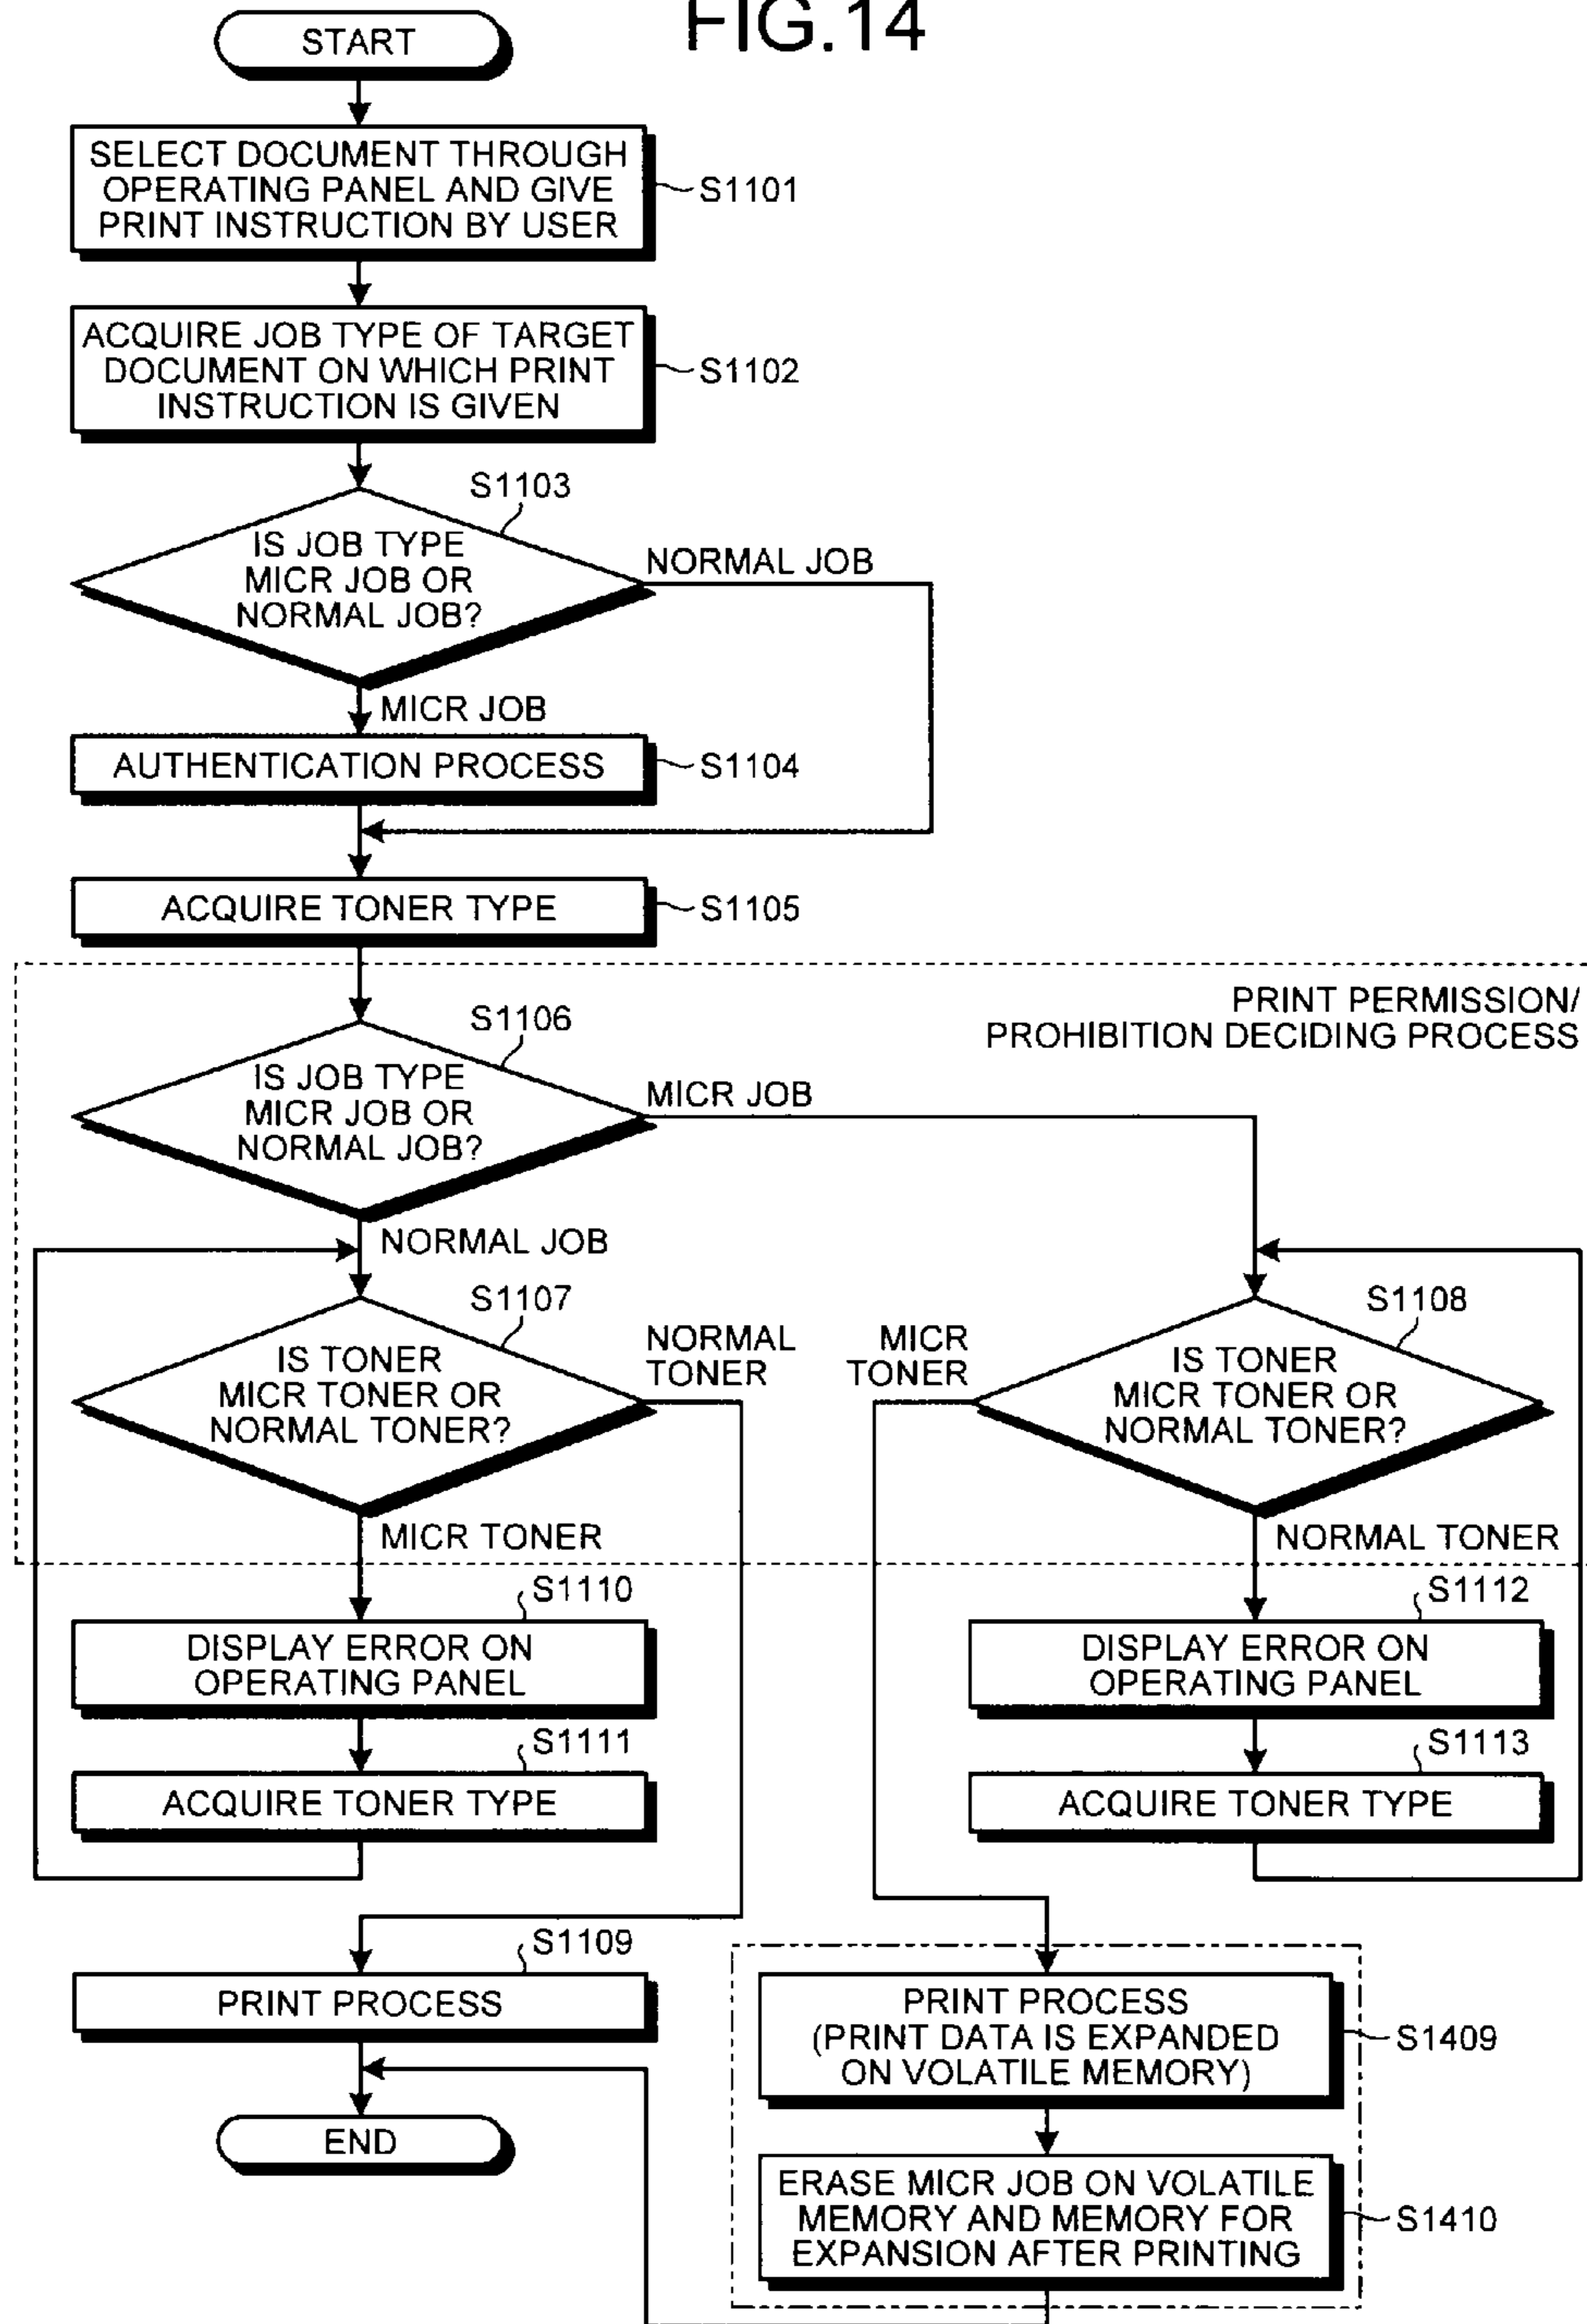 FIG.14
START
SELECT DOCUMENT THROUGH
OPERATING PANEL AND GIVE
PRINT INSTRUCTION BY USER
S1101
ACQUIRE JOB TYPE OF TARGET
DOCUMENT ON WHICH PRINT
INSTRUCTION IS GIVEN
S1102
S1103
IS JOB TYPE
MICR JOB OR
NORMAL JOB?
NORMAL JOB
MICR JOB
AUTHENTICATION PROCESS
S1104
ACQUIRE TONER TYPE
S1105
PRINT PERMISSION/
PROHIBITION DECIDING PROCESS
S1106
IS JOB TYPE
MICR JOB OR
NORMAL JOB?
MICR JOB
NORMAL JOB
S1107
IS TONER
MICR TONER OR
NORMAL TONER?
NORMAL
TONER
MICR TONER
MICR
TONER
S1108
IS TONER
MICR TONER OR
NORMAL TONER?
NORMAL TONER
S1110
DISPLAY ERROR ON
OPERATING PANEL
S1111
ACQUIRE TONER TYPE
S1112
DISPLAY ERROR ON
OPERATING PANEL
S1113
ACQUIRE TONER TYPE
S1109
PRINT PROCESS
END
PRINT PROCESS
(PRINT DATA IS EXPANDED
ON VOLATILE MEMORY)
S1409
ERASE MICR JOB ON VOLATILE
MEMORY AND MEMORY FOR
EXPANSION AFTER PRINTING
S1410